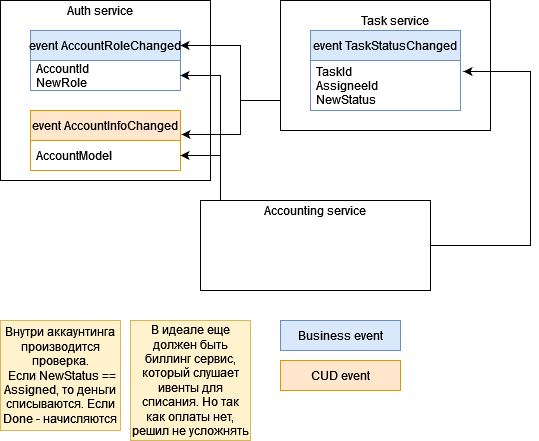 Auth service
event AccountRoleChanged
AccountId
NewRole
event AccountInfoChanged
AccountModel
Task service
event TaskStatusChanged
TaskId
AssigneeId
NewStatus
Accounting service
Внутри аккаунтинга
производится
проверка.
Если NewStatus ==
Assigned, то деньги
списываются. Если
Done - начисляются
В идеале еще
должен быть
биллинг сервис,
который слушает
ивенты для
списания. Но так
как оплаты нет,
решил не усложнять
Business event
CUD event